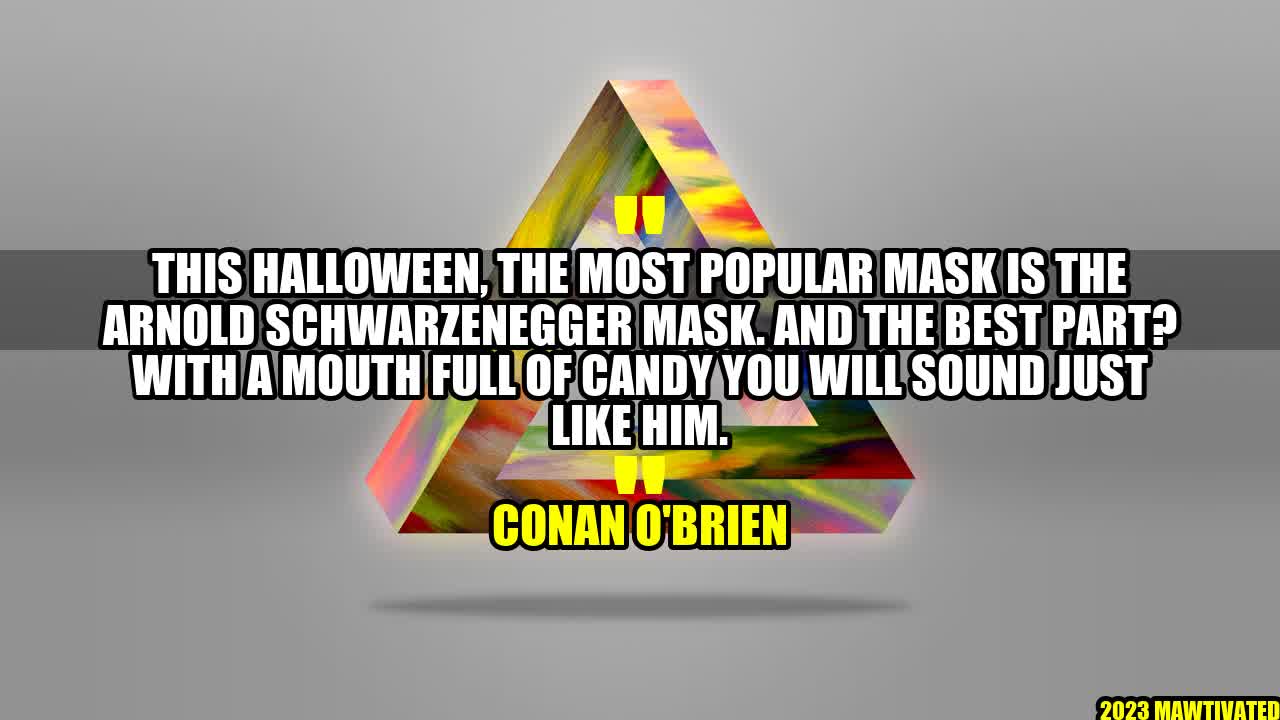 "
THIS HALLOWEEN, THE MOST POPULAR MASK IS THE
ARNOLD SCHWARZENEGGER MASK. AND THE BEST PART?
WITH A MOUTH FULL OF CANDY YOU WILL SOUND JUST
LIKE HIM.
"
CONAN O'BRIEN
2023 MAWTIVATED